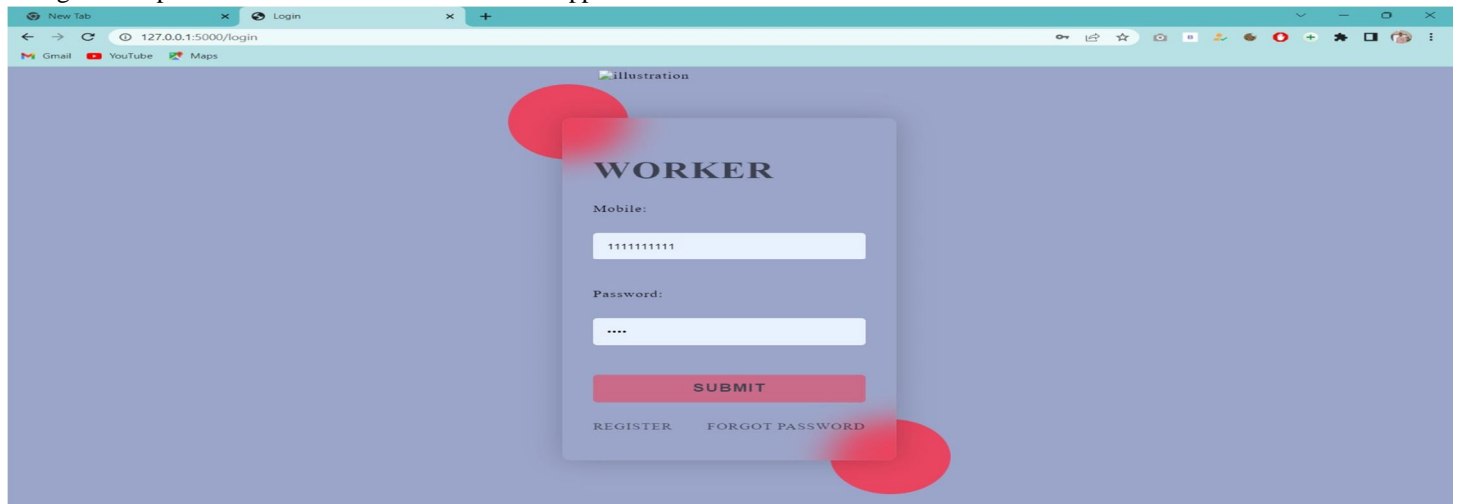 New Tab
Login
127.0.0.1:5000/login
Gmail
YouTube
Maps
illustration
WORKER
Mobile:
1111111111
Password:
....
SUBMIT
REGISTER FORGOT PASSWORD